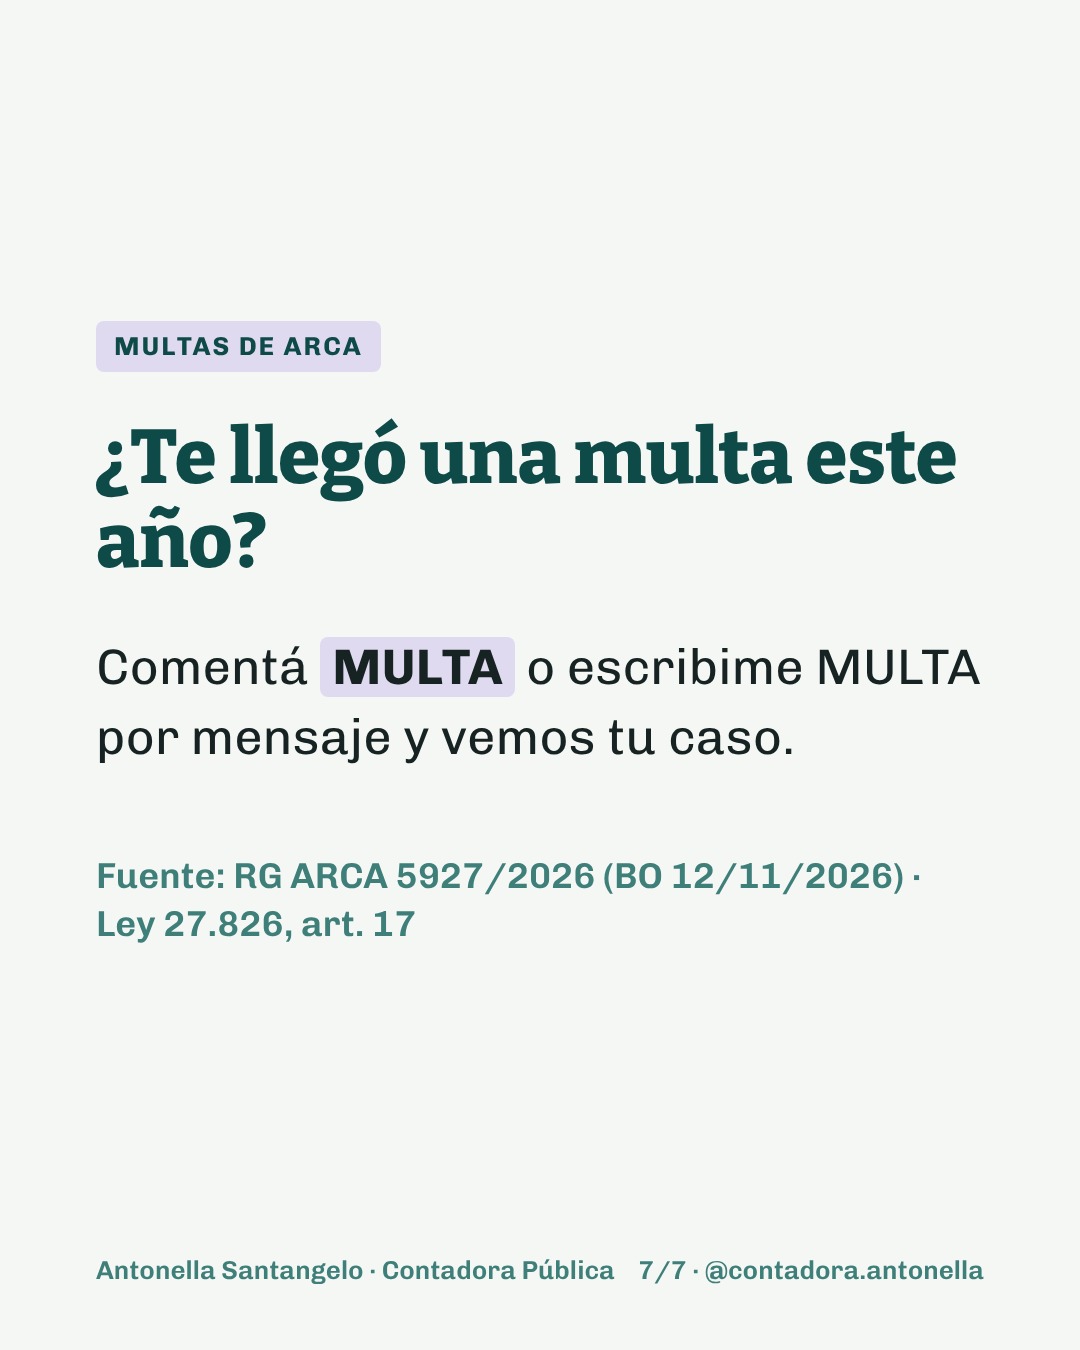 MULTAS DE ARCA
¿Te llegó una multa este
año?
Comentá MULTA o escribime MULTA
por mensaje y vemos tu caso.
Fuente: RG ARCA 5927/2026 (BO 12/11/2026) ·
Ley 27.826, art. 17
Antonella Santangelo · Contadora Pública 7/7 · @contadora.antonella